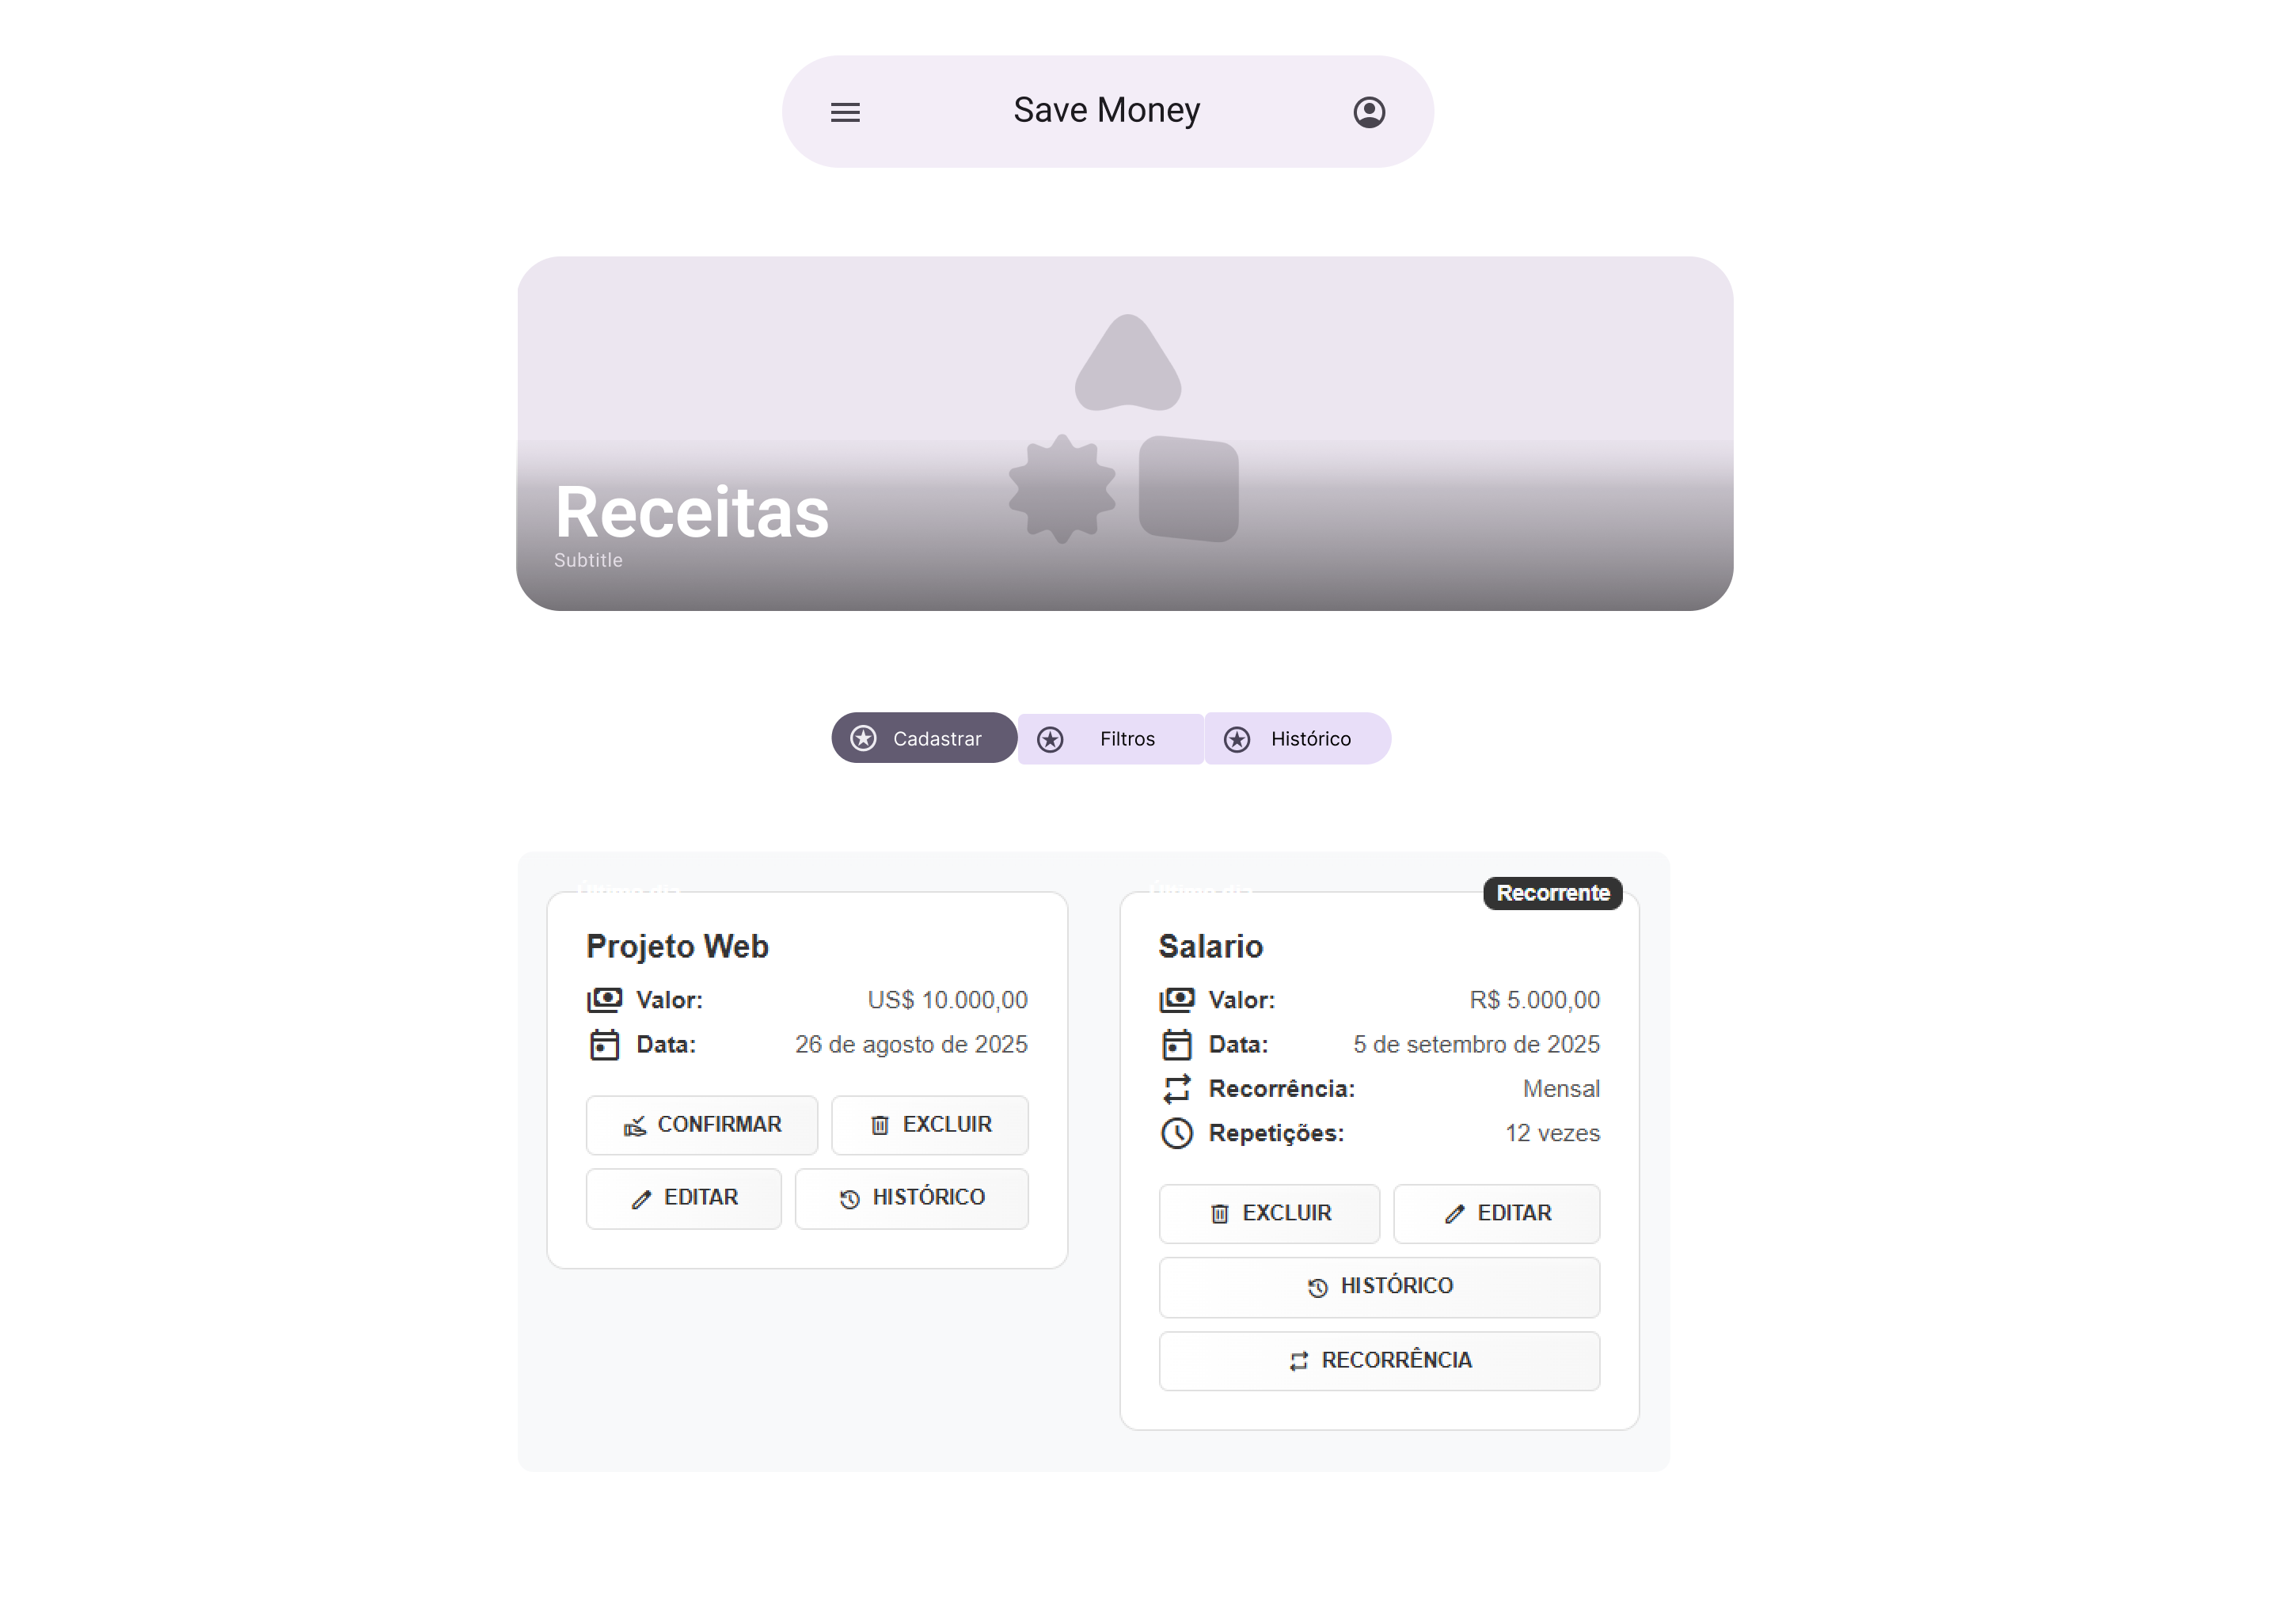 Save Money
Receitas
Subtitle
Cadastrar
Filtros
Histórico
Projeto Web
Valor: US$ 10.000,00
Data: 26 de agosto de 2025
CONFIRMAR
EXCLUIR
EDITAR
HISTÓRICO
Recorrente
Salario
Valor: R$ 5.000,00
Data: 5 de setembro de 2025
Recorrência: Mensal
Repetições: 12 vezes
EXCLUIR
EDITAR
HISTÓRICO
RECORRÊNCIA